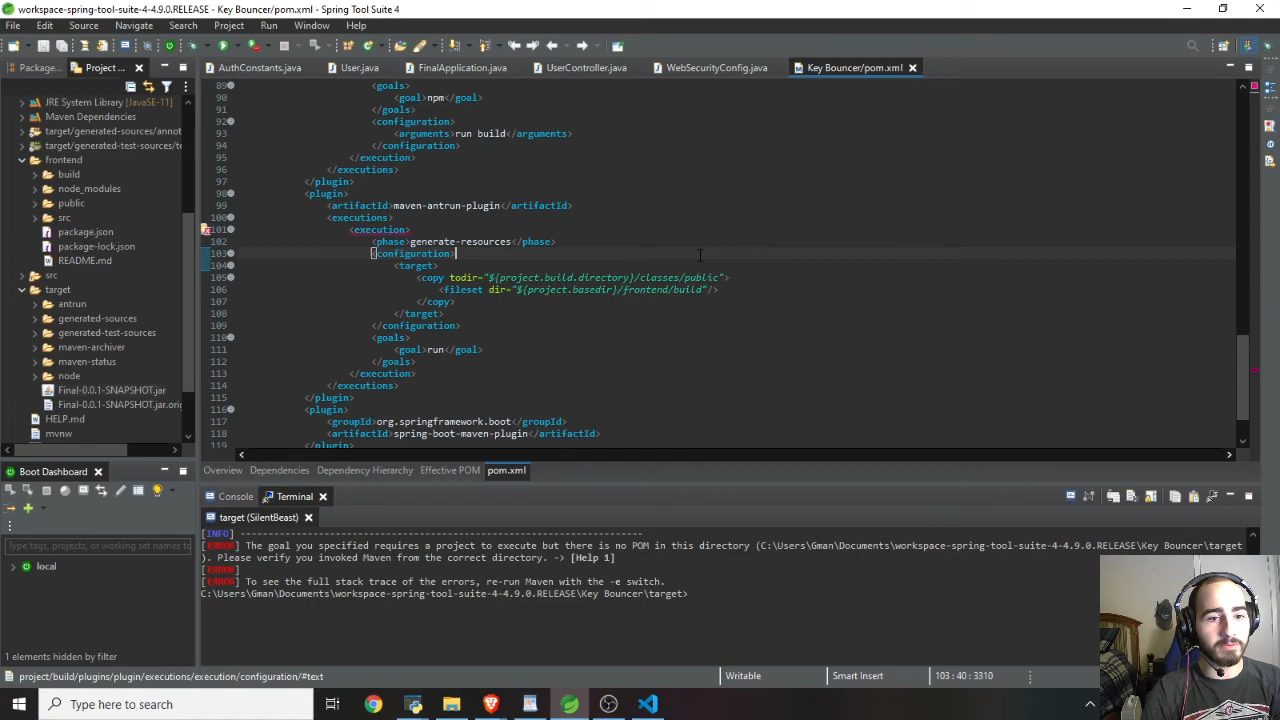 workspace-spring-tool-suite-4-4.9.0.RELEASE - Key Bouncer/pom.xml - Spring Tool Suite 4
File Edit Source Navigate Search Project Run Window Help
Package... Project ...
AuthConstants.java User.java FinalApplication.java UserController.java WebSecurityConfig.java Key Bouncer/pom.xml
JRE System Library [JavaSE-11]
Maven Dependencies
target/generated-sources/annot
target/generated-test-sources/te
frontend
build
node_modules
public
src
package.json
package-lock.json
README.md
src
target
antrun
generated-sources
generated-test-sources
maven-archiver
maven-status
node
Final-0.0.1-SNAPSHOT.jar
Final-0.0.1-SNAPSHOT.jar.orig
HELP.md
mvnw
89 <goals>
90 <goal>npm</goal>
91 </goals>
92 <configuration>
93 <arguments>run build</arguments>
94 </configuration>
95 </execution>
96 </executions>
97 </plugin>
98 <plugin>
99 <artifactId>maven-antrun-plugin</artifactId>
100 <executions>
101 <execution>
102 <phase>generate-resources</phase>
103 <configuration>
104 <target>
105 <copy todir="${project.build.directory}/classes/public">
106 <fileset dir="${project.basedir}/frontend/build"/>
107 </copy>
108 </target>
109 </configuration>
110 <goals>
111 <goal>run</goal>
112 </goals>
113 </execution>
114 </executions>
115 </plugin>
116 <plugin>
117 <groupId>org.springframework.boot</groupId>
118 <artifactId>spring-boot-maven-plugin</artifactId>
119 </plugin>
Overview Dependencies Dependency Hierarchy Effective POM pom.xml
Boot Dashboard
Type tags, projects, or working set names to
local
1 elements hidden by filter
Console Terminal
target (SilentBeast)
[INFO] ------------------------------------------------------------------------
[ERROR] The goal you specified requires a project to execute but there is no POM in this directory (C:\Users\Gman\Documents\workspace-spring-tool-suite-4-4.9.0.RELEASE\Key Bouncer\target
). Please verify you invoked Maven from the correct directory. -> [Help 1]
[ERROR]
[ERROR] To see the full stack trace of the errors, re-run Maven with the -e switch.
C:\Users\Gman\Documents\workspace-spring-tool-suite-4-4.9.0.RELEASE\Key Bouncer\target>
project/build/plugins/plugin/executions/execution/configuration/#text Writable Smart Insert 103 : 40 : 3310
Type here to search